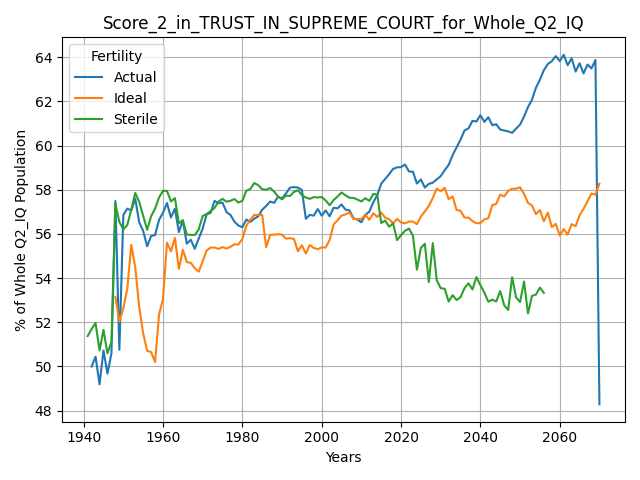 Score_2_in_TRUST_IN_SUPREME_COURT_for_Whole_Q2_IQ
Fertility
Actual
Ideal
Sterile
% of Whole Q2_IQ Population
64
62
60
58
56
54
52
50
48
1940
1960
1980
2000
2020
2040
2060
Years